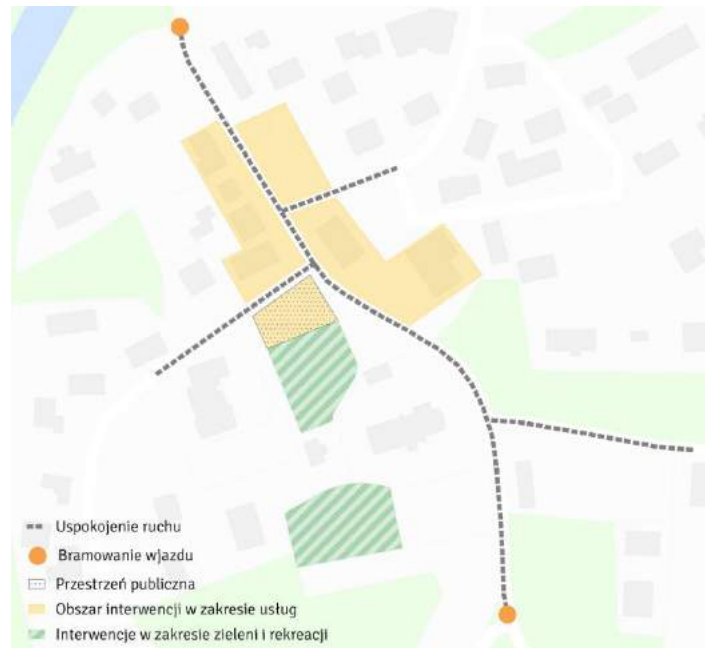 Uspokojenie ruchu
Bramowanie wjazdu
Przestrzeń publiczna
Obszar interwencji w zakresie usług
Interwencje w zakresie zieleni i rekreacji